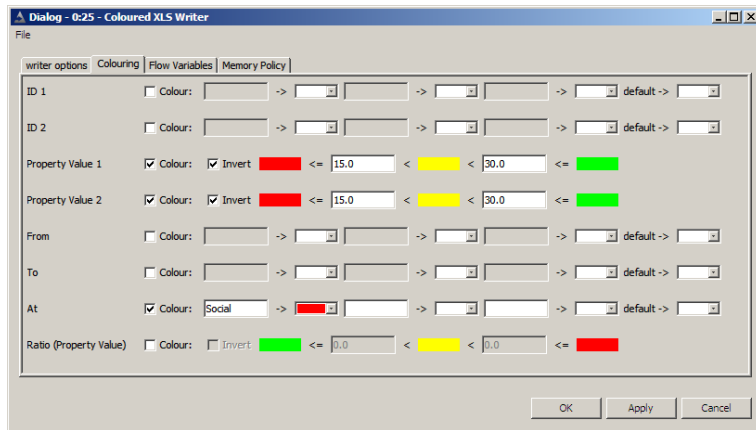 Dialog - 0:25 - Coloured XLS Writer
File
writer options Colouring Flow Variables Memory Policy
ID 1 Colour: -> -> -> default ->
ID 2 Colour: -> -> -> default ->
Property Value 1 Colour: Invert <= 15.0 < < 30.0 <=
Property Value 2 Colour: Invert <= 15.0 < < 30.0 <=
From Colour: -> -> -> default ->
To Colour: -> -> -> default ->
At Colour: Social -> -> -> default ->
Ratio (Property Value) Colour: Invert <= 0.0 < < 0.0 <=
OK Apply Cancel